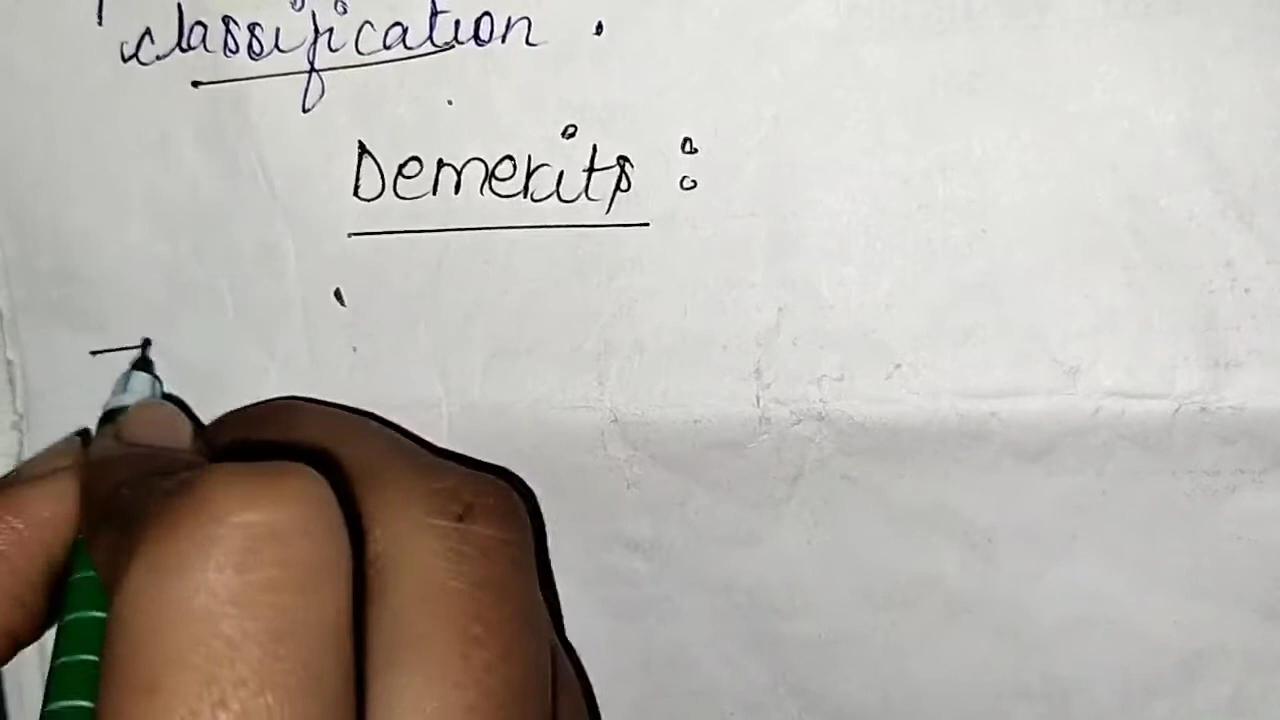 classification .
Demerits :